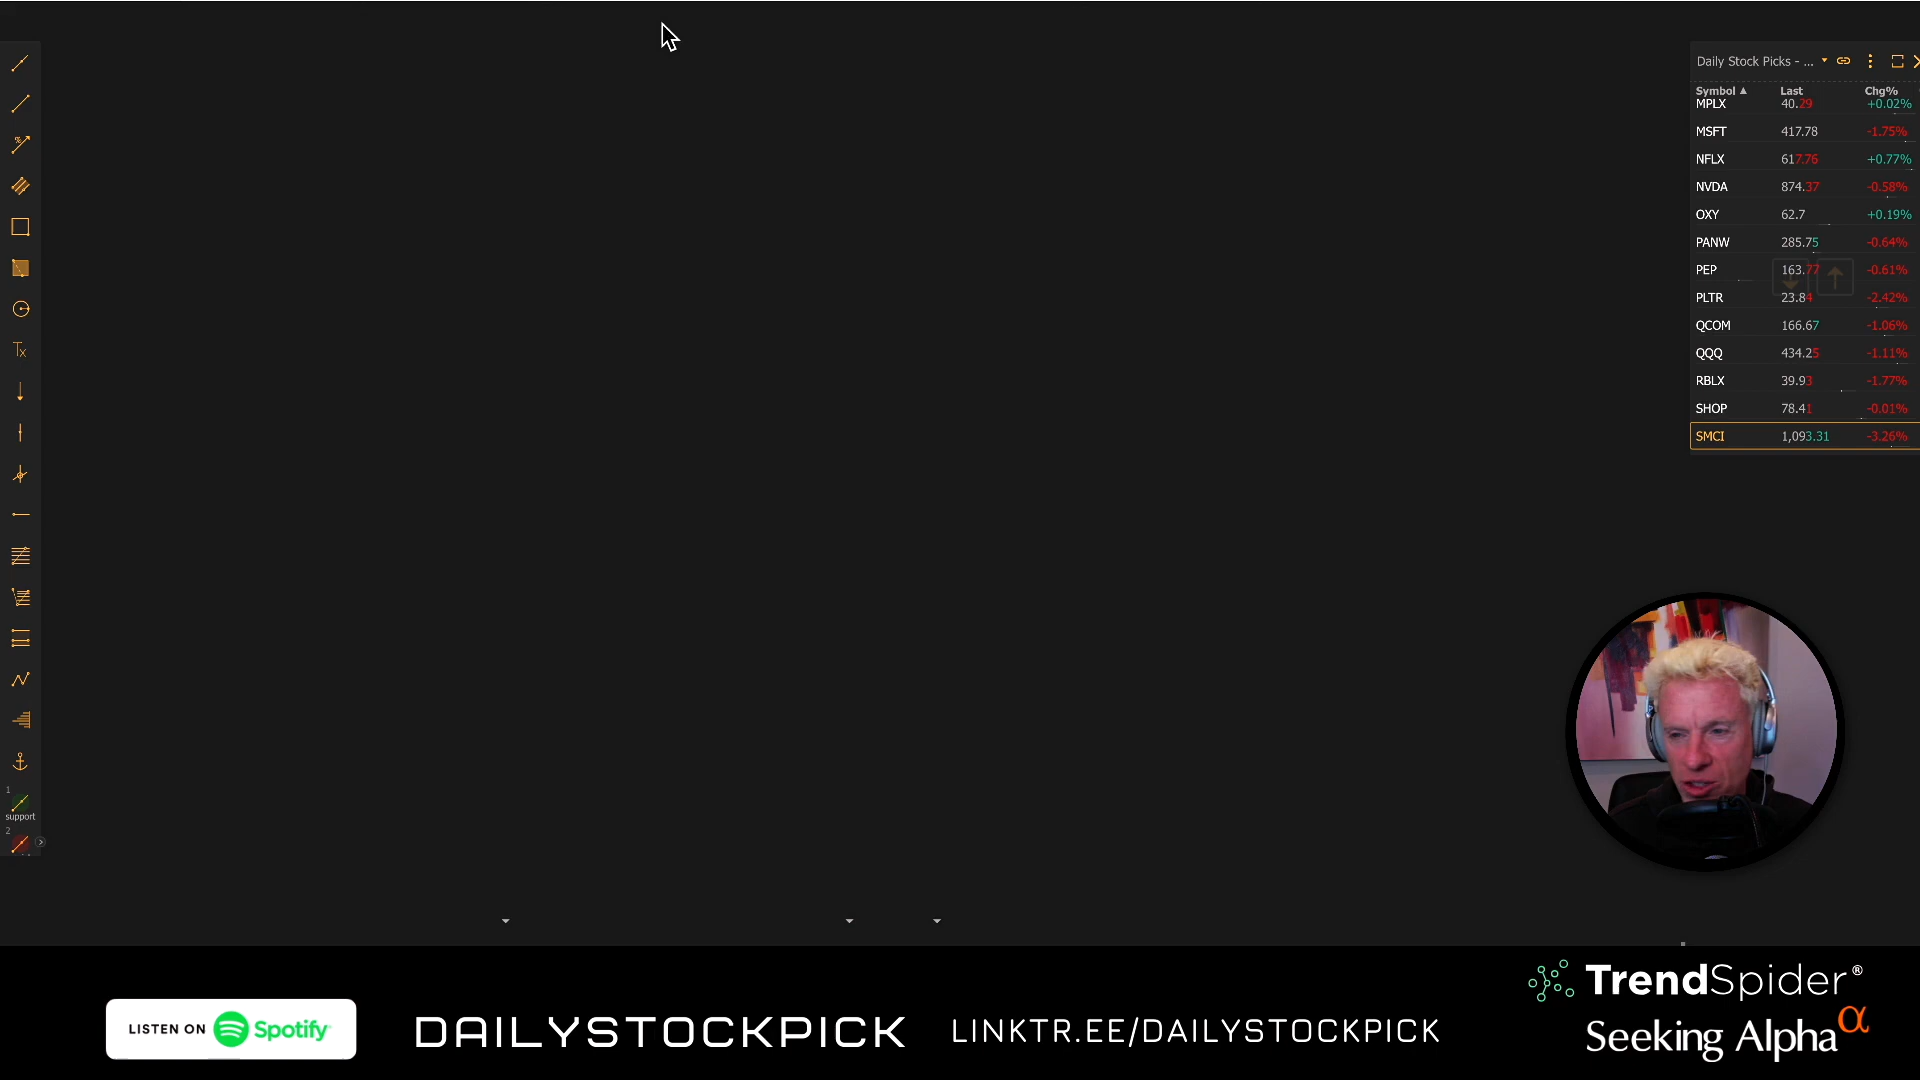 Daily Stock Picks - ...
Symbol ▲ Last Chg%
MPLX 40.29 +0.02%
MSFT 417.78 -1.75%
NFLX 617.76 +0.77%
NVDA 874.37 -0.58%
OXY 62.7 +0.19%
PANW 285.75 -0.64%
PEP 163.77 -0.61%
PLTR 23.84 -2.42%
QCOM 166.67 -1.06%
QQQ 434.25 -1.11%
RBLX 39.93 -1.77%
SHOP 78.41 -0.01%
SMCI 1,093.31 -3.26%
%
Tx
1
support
2
LISTEN ON Spotify
DAILYSTOCKPICK
LINKTR.EE/DAILYSTOCKPICK
TrendSpider®
Seeking Alpha α